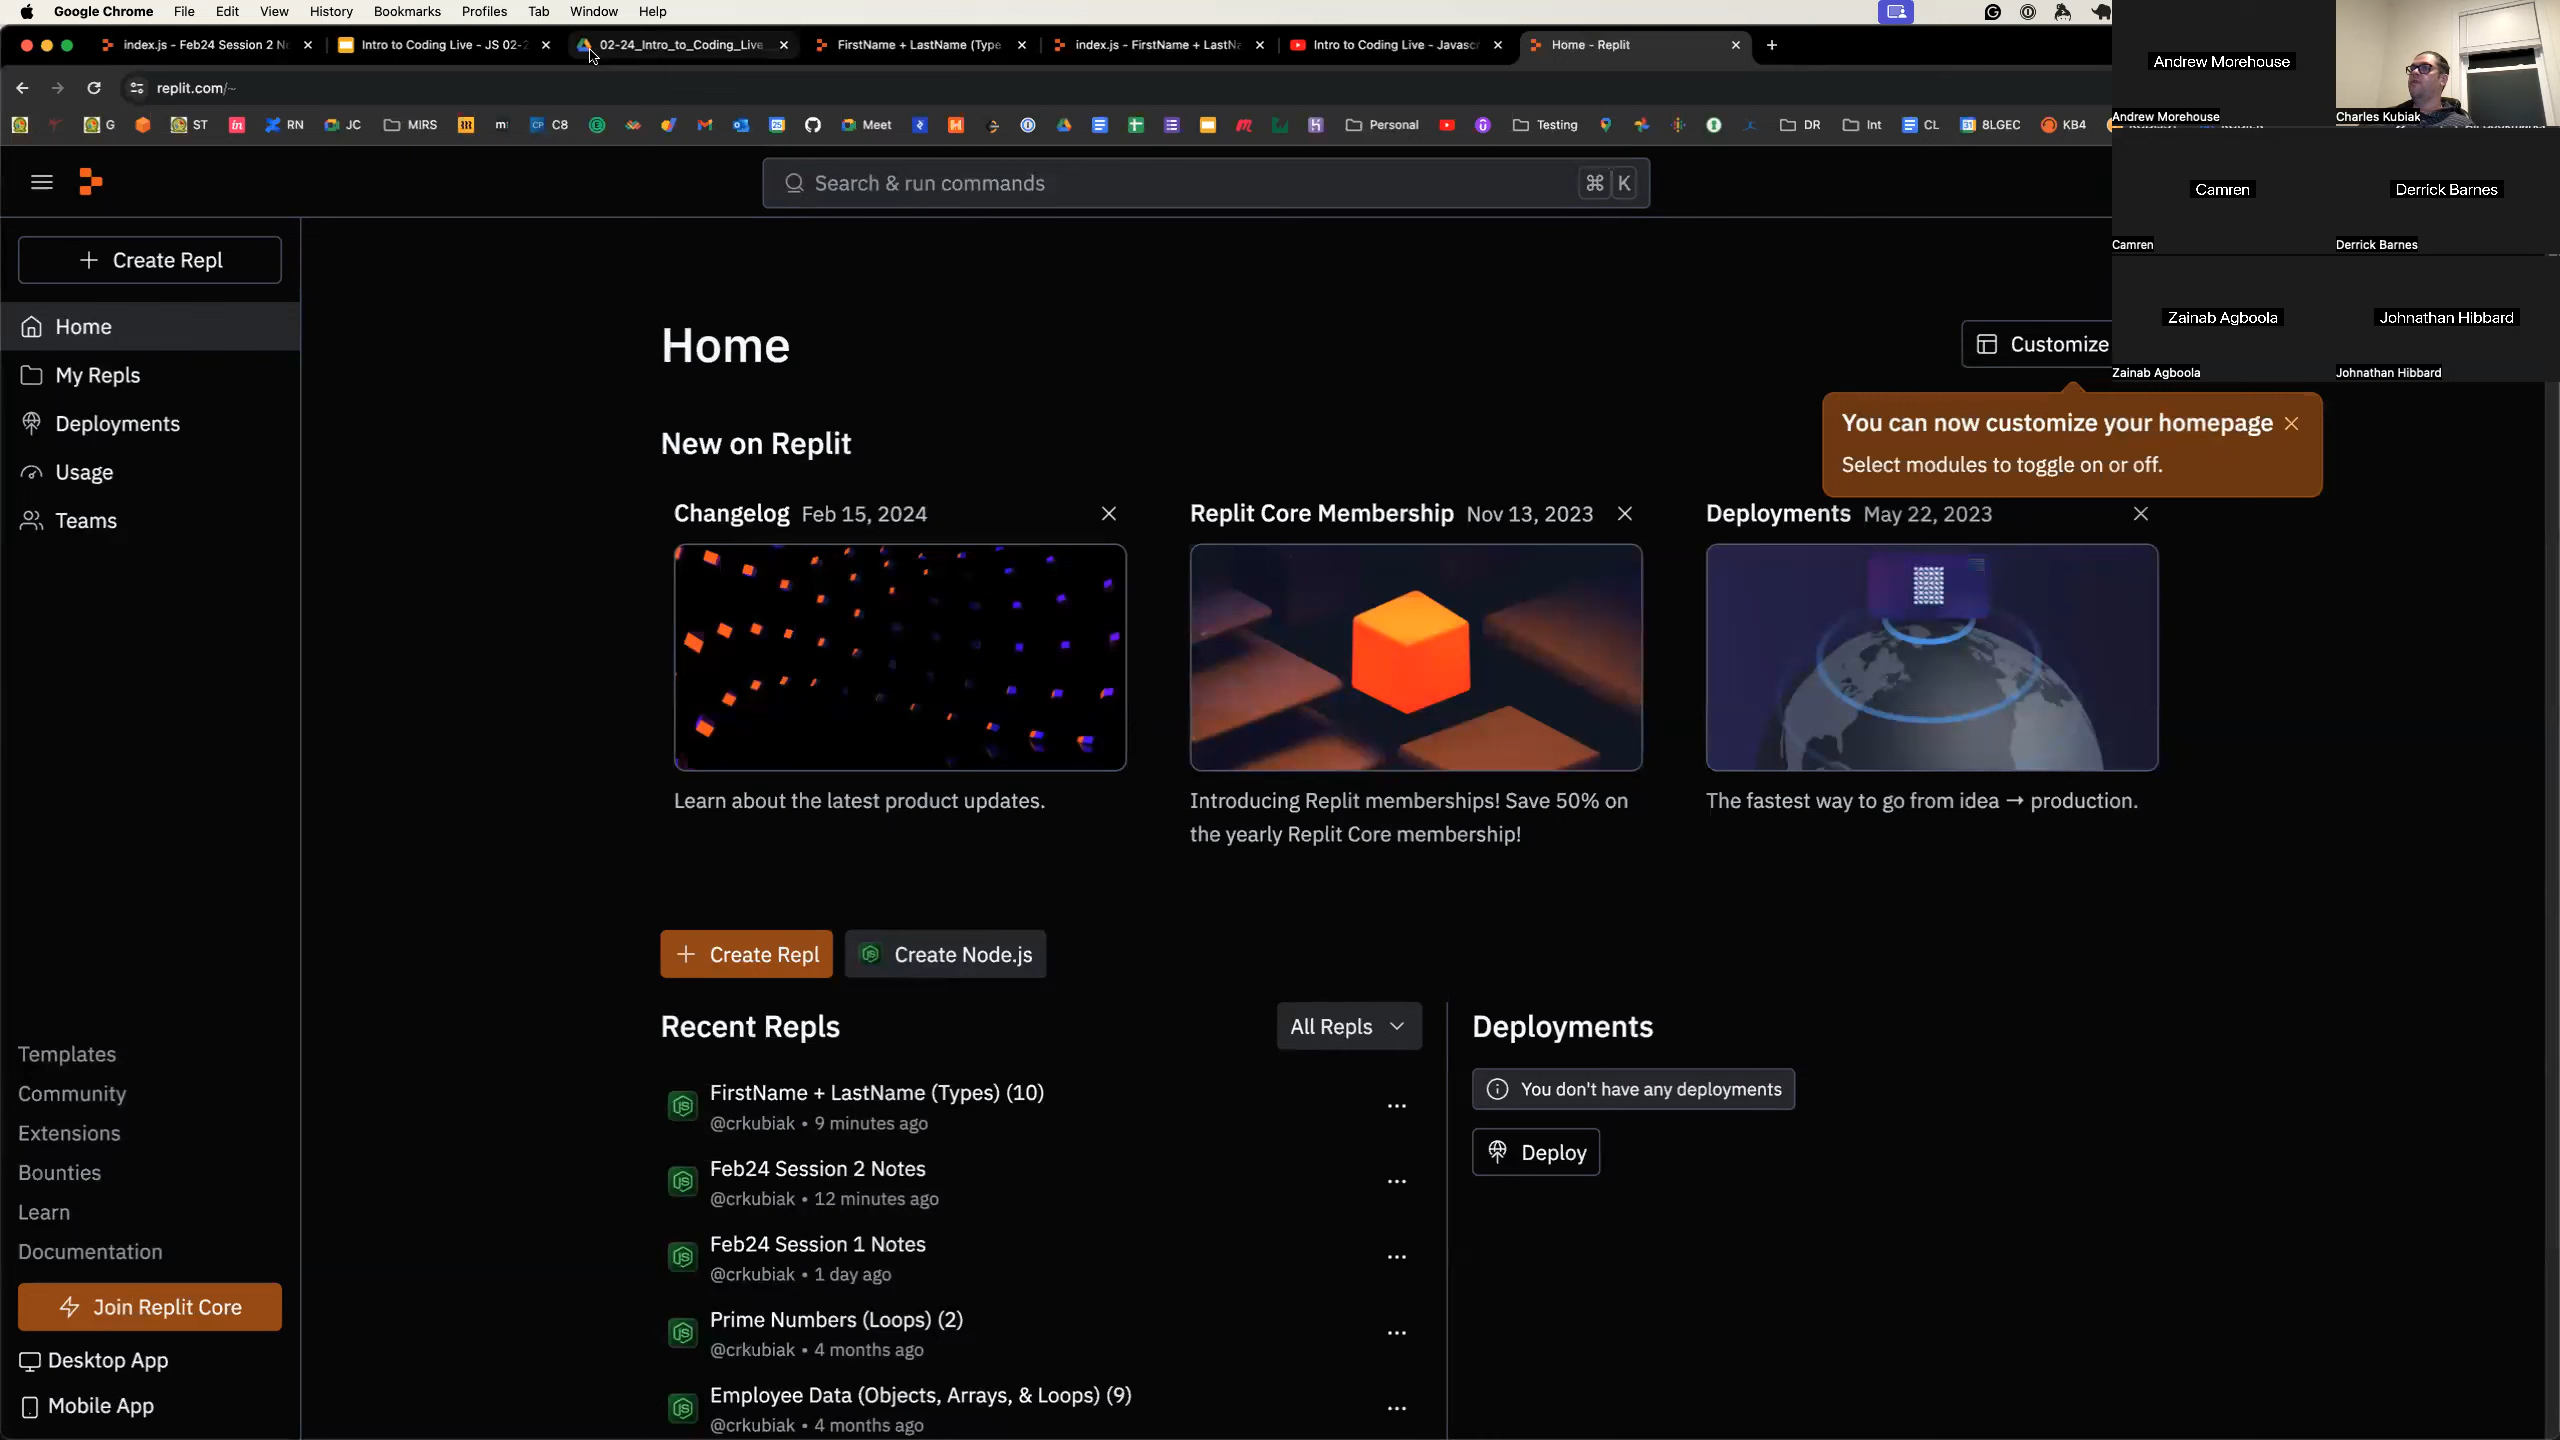 Google Chrome File Edit View History Bookmarks Profiles Tab Window Help
index.js - Feb24 Session 2 N
Intro to Coding Live - JS 02-2
02-24_Intro_to_Coding_Live_
FirstName + LastName (Type
index.js - FirstName + LastNa
Intro to Coding Live - Javasc
Home - Replit
replit.com/~
G
ST
RN
JC
MIRS
C8
Meet
Personal
Testing
DR
Int
CL
8LGEC
KB4
Search & run commands
⌘ K
Andrew Morehouse
Andrew Morehouse
Charles Kubiak
Camren
Camren
Derrick Barnes
Derrick Barnes
Zainab Agboola
Zainab Agboola
Johnathan Hibbard
Johnathan Hibbard
+ Create Repl
Home
My Repls
Deployments
Usage
Teams
Home
Customize
You can now customize your homepage
Select modules to toggle on or off.
New on Replit
Changelog Feb 15, 2024
Learn about the latest product updates.
Replit Core Membership Nov 13, 2023
Introducing Replit memberships! Save 50% on
the yearly Replit Core membership!
Deployments May 22, 2023
The fastest way to go from idea → production.
+ Create Repl
Create Node.js
Recent Repls
All Repls
FirstName + LastName (Types) (10)
@crkubiak • 9 minutes ago
Feb24 Session 2 Notes
@crkubiak • 12 minutes ago
Feb24 Session 1 Notes
@crkubiak • 1 day ago
Prime Numbers (Loops) (2)
@crkubiak • 4 months ago
Employee Data (Objects, Arrays, & Loops) (9)
@crkubiak • 4 months ago
Deployments
You don't have any deployments
Deploy
Templates
Community
Extensions
Bounties
Learn
Documentation
Join Replit Core
Desktop App
Mobile App